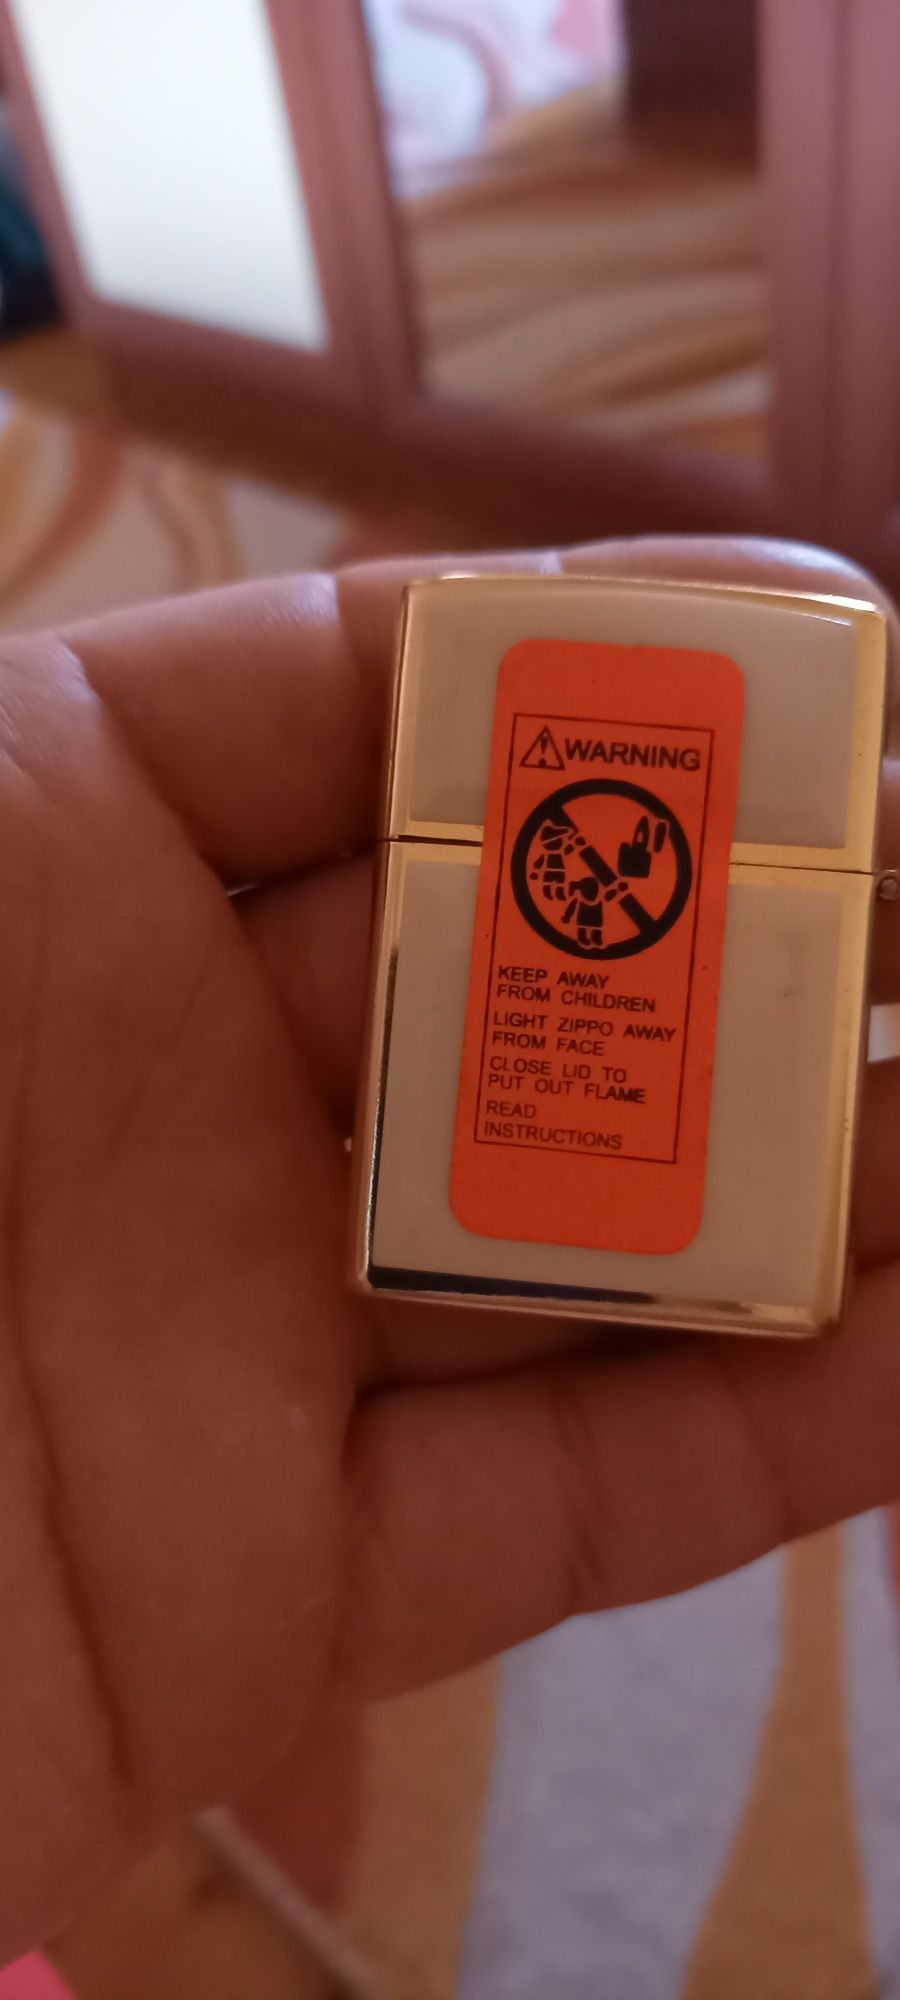 WARNING
KEEP AWAY
FROM CHILDREN
LIGHT ZIPPO AWAY
FROM FACE
CLOSE LID TO
PUT OUT FLAME
READ
INSTRUCTIONS